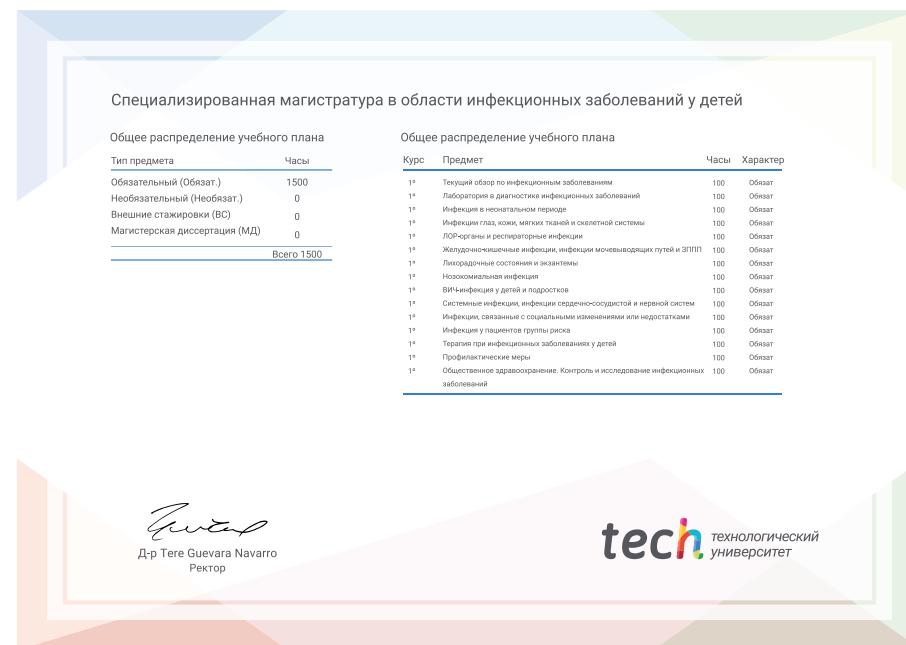 Специализированная магистратура в области инфекционных заболеваний у детей
Общее распределение учебного плана
Тип предмета Часы
Обязательный (Обязат.) 1500
Необязательный (Необязат.) 0
Внешние стажировки (ВС) 0
Магистерская диссертация (МД) 0
Всего 1500
Общее распределение учебного плана
Курс Предмет Часы Характер
1º Текущий обзор по инфекционным заболеваниям 100 Обязат
1º Лаборатория в диагностике инфекционных заболеваний 100 Обязат
1º Инфекция в неонатальном периоде 100 Обязат
1º Инфекции глаз, кожи, мягких тканей и скелетной системы 100 Обязат
1º ЛОР-органы и респираторные инфекции 100 Обязат
1º Желудочно-кишечные инфекции, инфекции мочевыводящих путей и ЗППП 100 Обязат
1º Лихорадочные состояния и экзантемы 100 Обязат
1º Нозокомиальная инфекция 100 Обязат
1º ВИЧ-инфекция у детей и подростков 100 Обязат
1º Системные инфекции, инфекции сердечно-сосудистой и нервной систем 100 Обязат
1º Инфекции, связанные с социальными изменениями или недостатками 100 Обязат
1º Инфекция у пациентов группы риска 100 Обязат
1º Терапия при инфекционных заболеваниях у детей 100 Обязат
1º Профилактические меры 100 Обязат
1º Общественное здравоохранение. Контроль и исследование инфекционных 100 Обязат
заболеваний
Д-р Tere Guevara Navarro
Ректор
tech технологический
университет